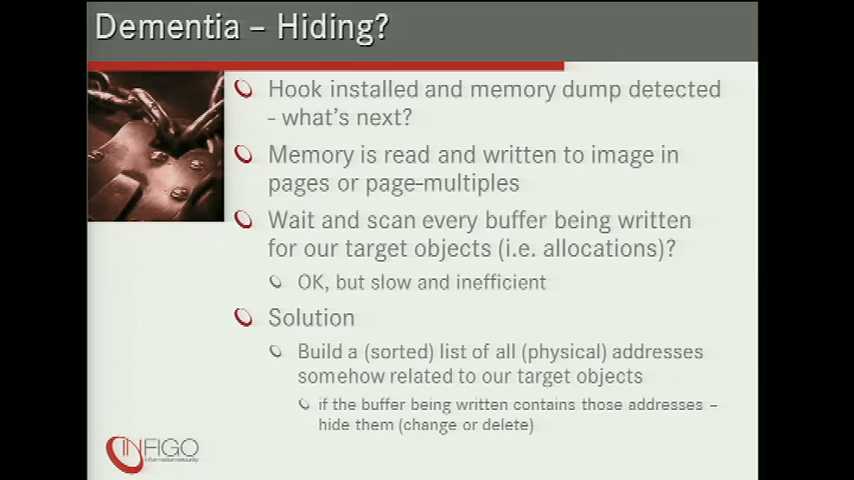 Dementia – Hiding?
Hook installed and memory dump detected
- what's next?
Memory is read and written to image in
pages or page-multiples
Wait and scan every buffer being written
for our target objects (i.e. allocations)?
OK, but slow and inefficient
Solution
Build a (sorted) list of all (physical) addresses
somehow related to our target objects
if the buffer being written contains those addresses –
hide them (change or delete)
INFIGO